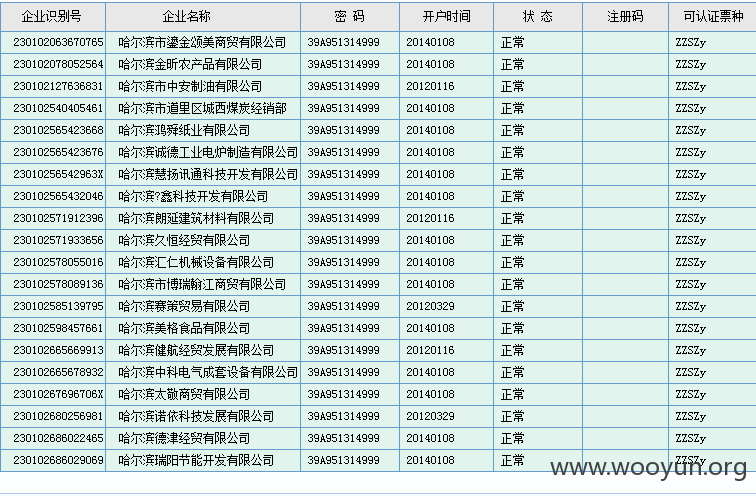 企业识别号 企业名称 密 码 开户时间 状 态 注册码 可认证票种
230102063670765 哈尔滨市鎏金颂美商贸有限公司 39A951314999 20140108 正常 ZZSZy
230102078052564 哈尔滨金昕农产品有限公司 39A951314999 20140108 正常 ZZSZy
230102127636831 哈尔滨市中安制油有限公司 39A951314999 20120116 正常 ZZSZy
230102540405461 哈尔滨市道里区城西煤炭经销部 39A951314999 20140108 正常 ZZSZy
230102565423668 哈尔滨鸿舜纸业有限公司 39A951314999 20140108 正常 ZZSZy
230102565423676 哈尔滨诚德工业电炉制造有限公司 39A951314999 20140108 正常 ZZSZy
23010256542963X 哈尔滨慧扬讯通科技开发有限公司 39A951314999 20140108 正常 ZZSZy
230102565432046 哈尔滨?鑫科技开发有限公司 39A951314999 20140108 正常 ZZSZy
230102571912396 哈尔滨朗延建筑材料有限公司 39A951314999 20120116 正常 ZZSZy
230102571933656 哈尔滨久恒经贸有限公司 39A951314999 20140108 正常 ZZSZy
230102578055016 哈尔滨汇仁机械设备有限公司 39A951314999 20140108 正常 ZZSZy
230102578089136 哈尔滨市博瑞翰江商贸有限公司 39A951314999 20140108 正常 ZZSZy
230102585139795 哈尔滨赛策贸易有限公司 39A951314999 20120329 正常 ZZSZy
230102598457661 哈尔滨美格食品有限公司 39A951314999 20140108 正常 ZZSZy
230102665669913 哈尔滨健航经贸发展有限公司 39A951314999 20120116 正常 ZZSZy
230102665678932 哈尔滨中科电气成套设备有限公司 39A951314999 20140108 正常 ZZSZy
23010267696706X 哈尔滨太敬商贸有限公司 39A951314999 20140108 正常 ZZSZy
230102680256981 哈尔滨诺依科技发展有限公司 39A951314999 20120329 正常 ZZSZy
230102686022465 哈尔滨德津经贸有限公司 39A951314999 20140108 正常 ZZSZy
230102686029069 哈尔滨瑞阳节能开发有限公司 39A951314999 20140108 正常 ZZSZy
www.wooyun.org